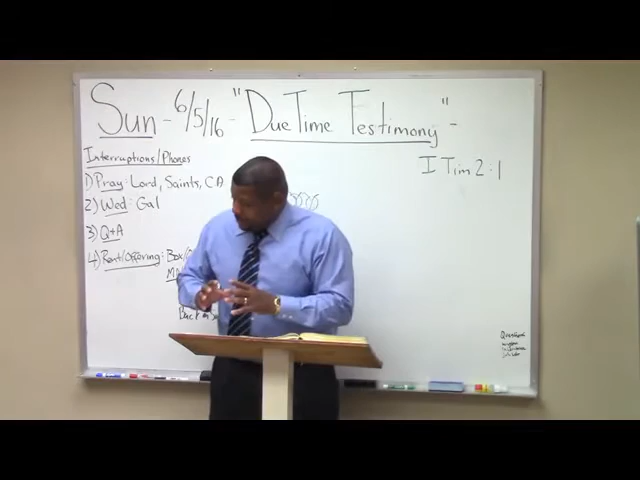 Sun - 6/5/16 - "Due Time Testimony" -
I Tim 2:1
Interruptions/Phones
1) Pray: Lord, Saints, CA
2) Wed: Gal
3) Q+A
4) Rent/Offering: Box/
Questions